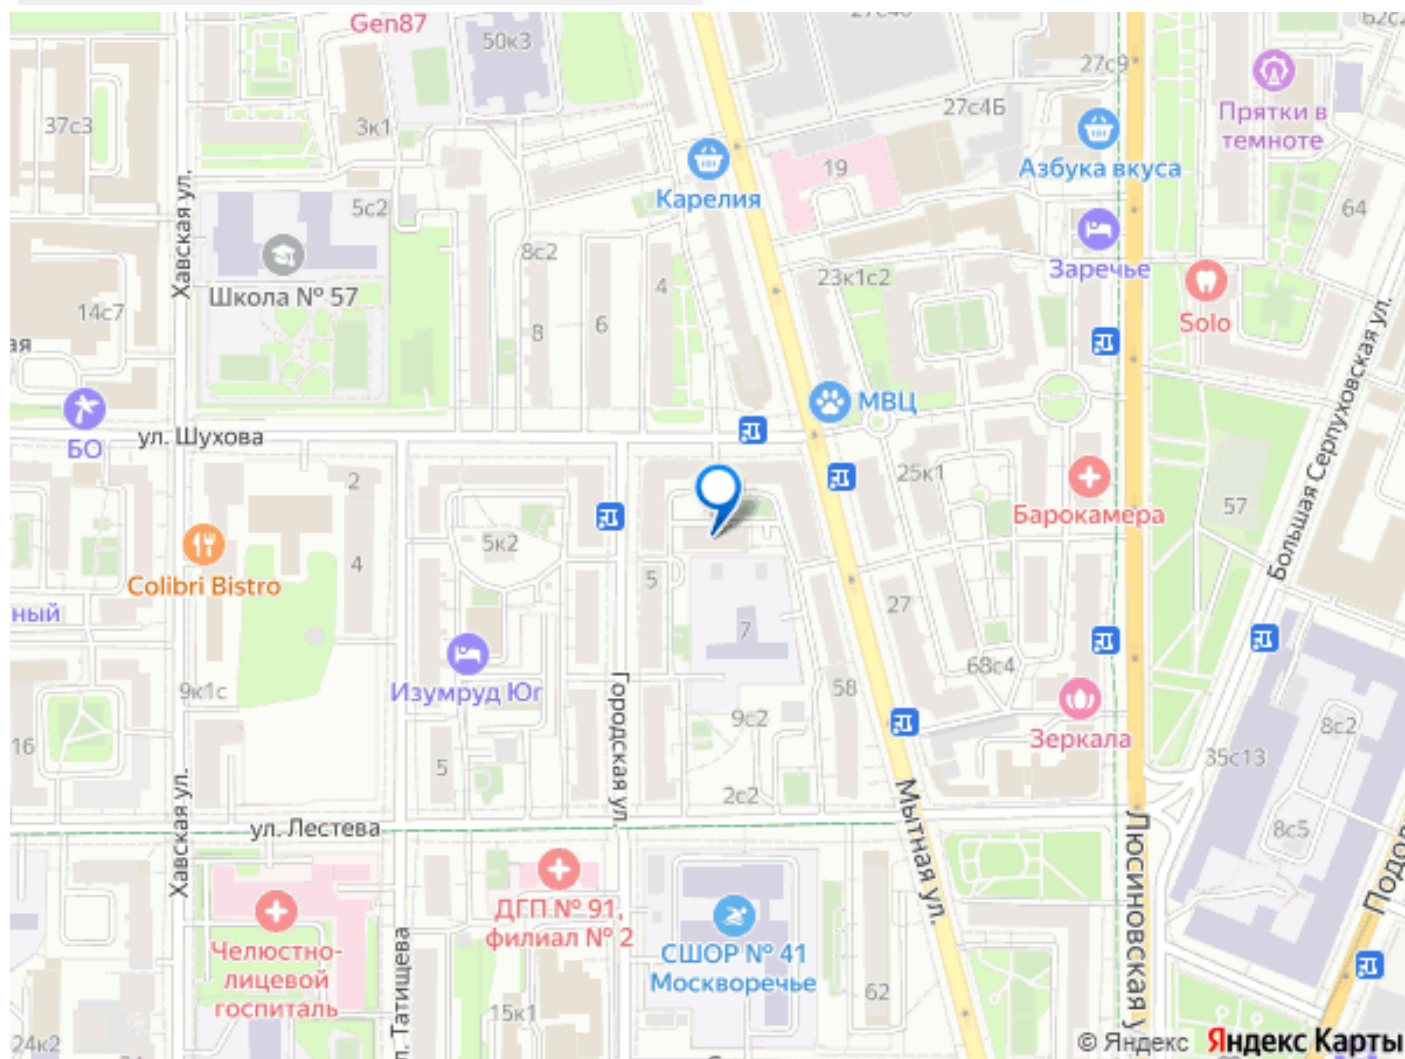 Gen87
50к3
27с9
Прятки в
темноте
37с3
3к1
27с4Б
Азбука вкуса
19
Карелия
Хавская ул.
5с2
64
8с2
Школа № 57
4
23к1с2
Заречье
Solo
14с7
8
6
ая
Большая Серпуховская ул.
БО
ул. Шухова
МВЦ
2
25к1
Барокамера
57
5к2
4
Colibri Bistro
5
27
7
ный
Изумруд Юг
68с4
58
Городская ул.
9к1с
9с2
Зеркала
8с2
16
35с13
5
2с2
Хавская ул.
ул. Лестева
Мытная ул.
Люсиновская у
8с5
Подол
ДГП № 91,
филиал № 2
Челюстно-
лицевой
госпиталь
СШОР № 41
Москворечье
л. Татищева
62
15к1
24к2
© Яндекс Яндекс Карты